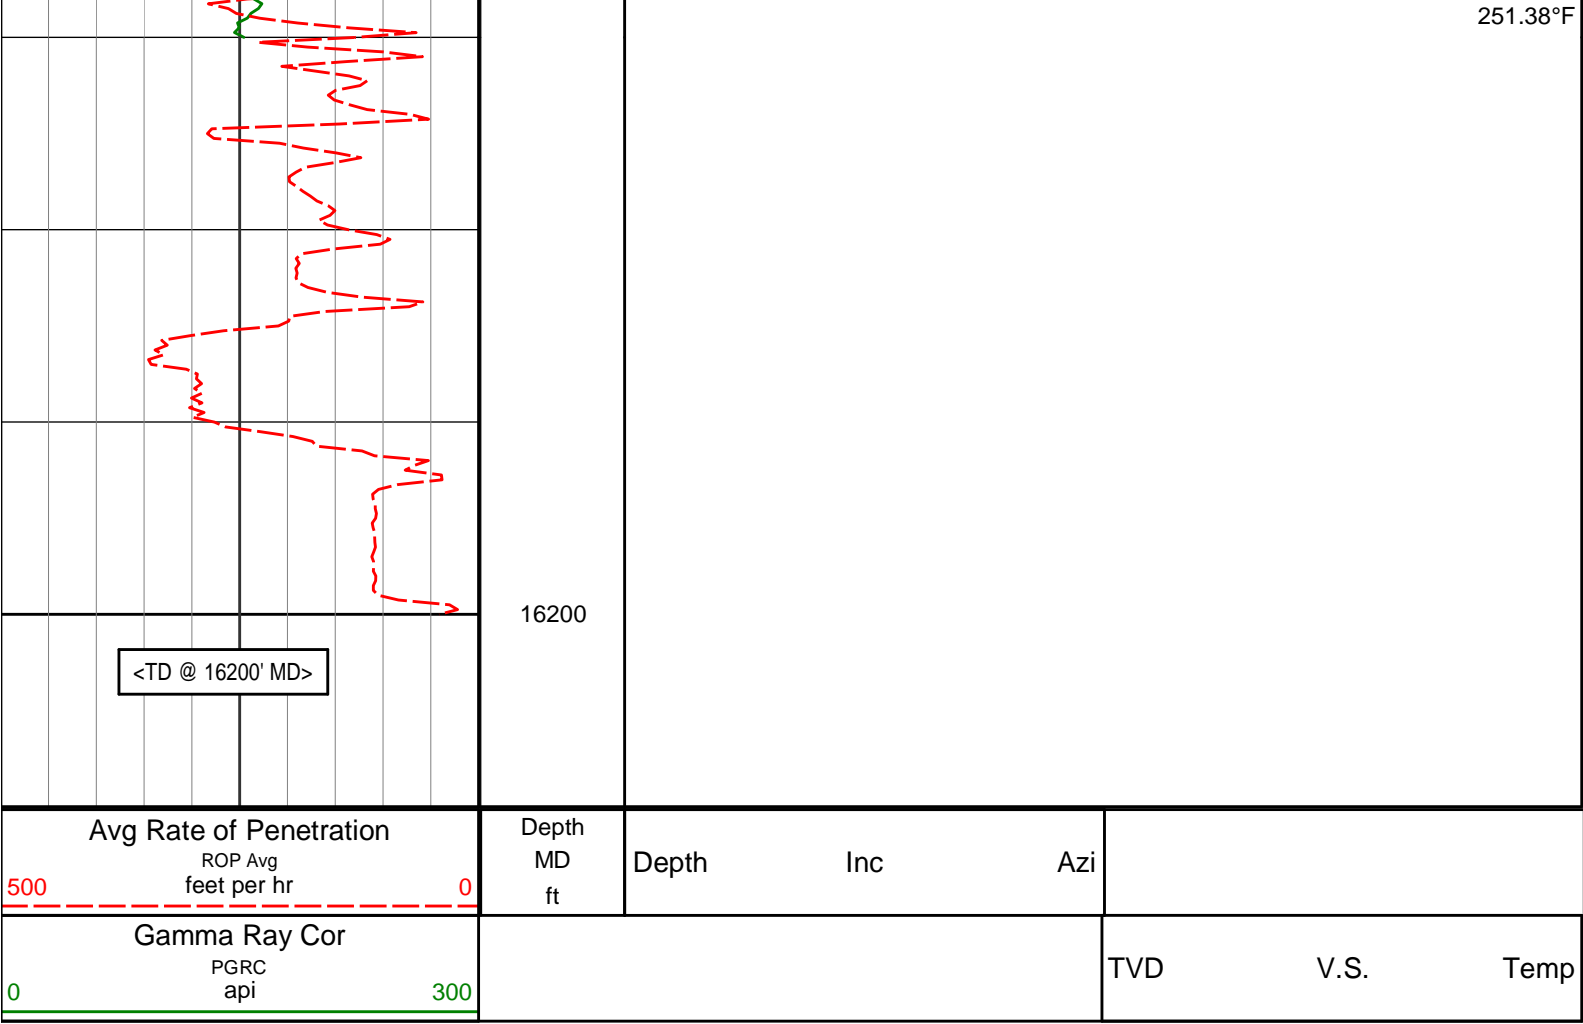 251.38°F
16200
<TD @ 16200' MD>
Avg Rate of Penetration
ROP Avg
500 feet per hr 0
Depth
MD
ft
Depth Inc Azi
Gamma Ray Cor
PGRC
0 api 300
TVD V.S. Temp